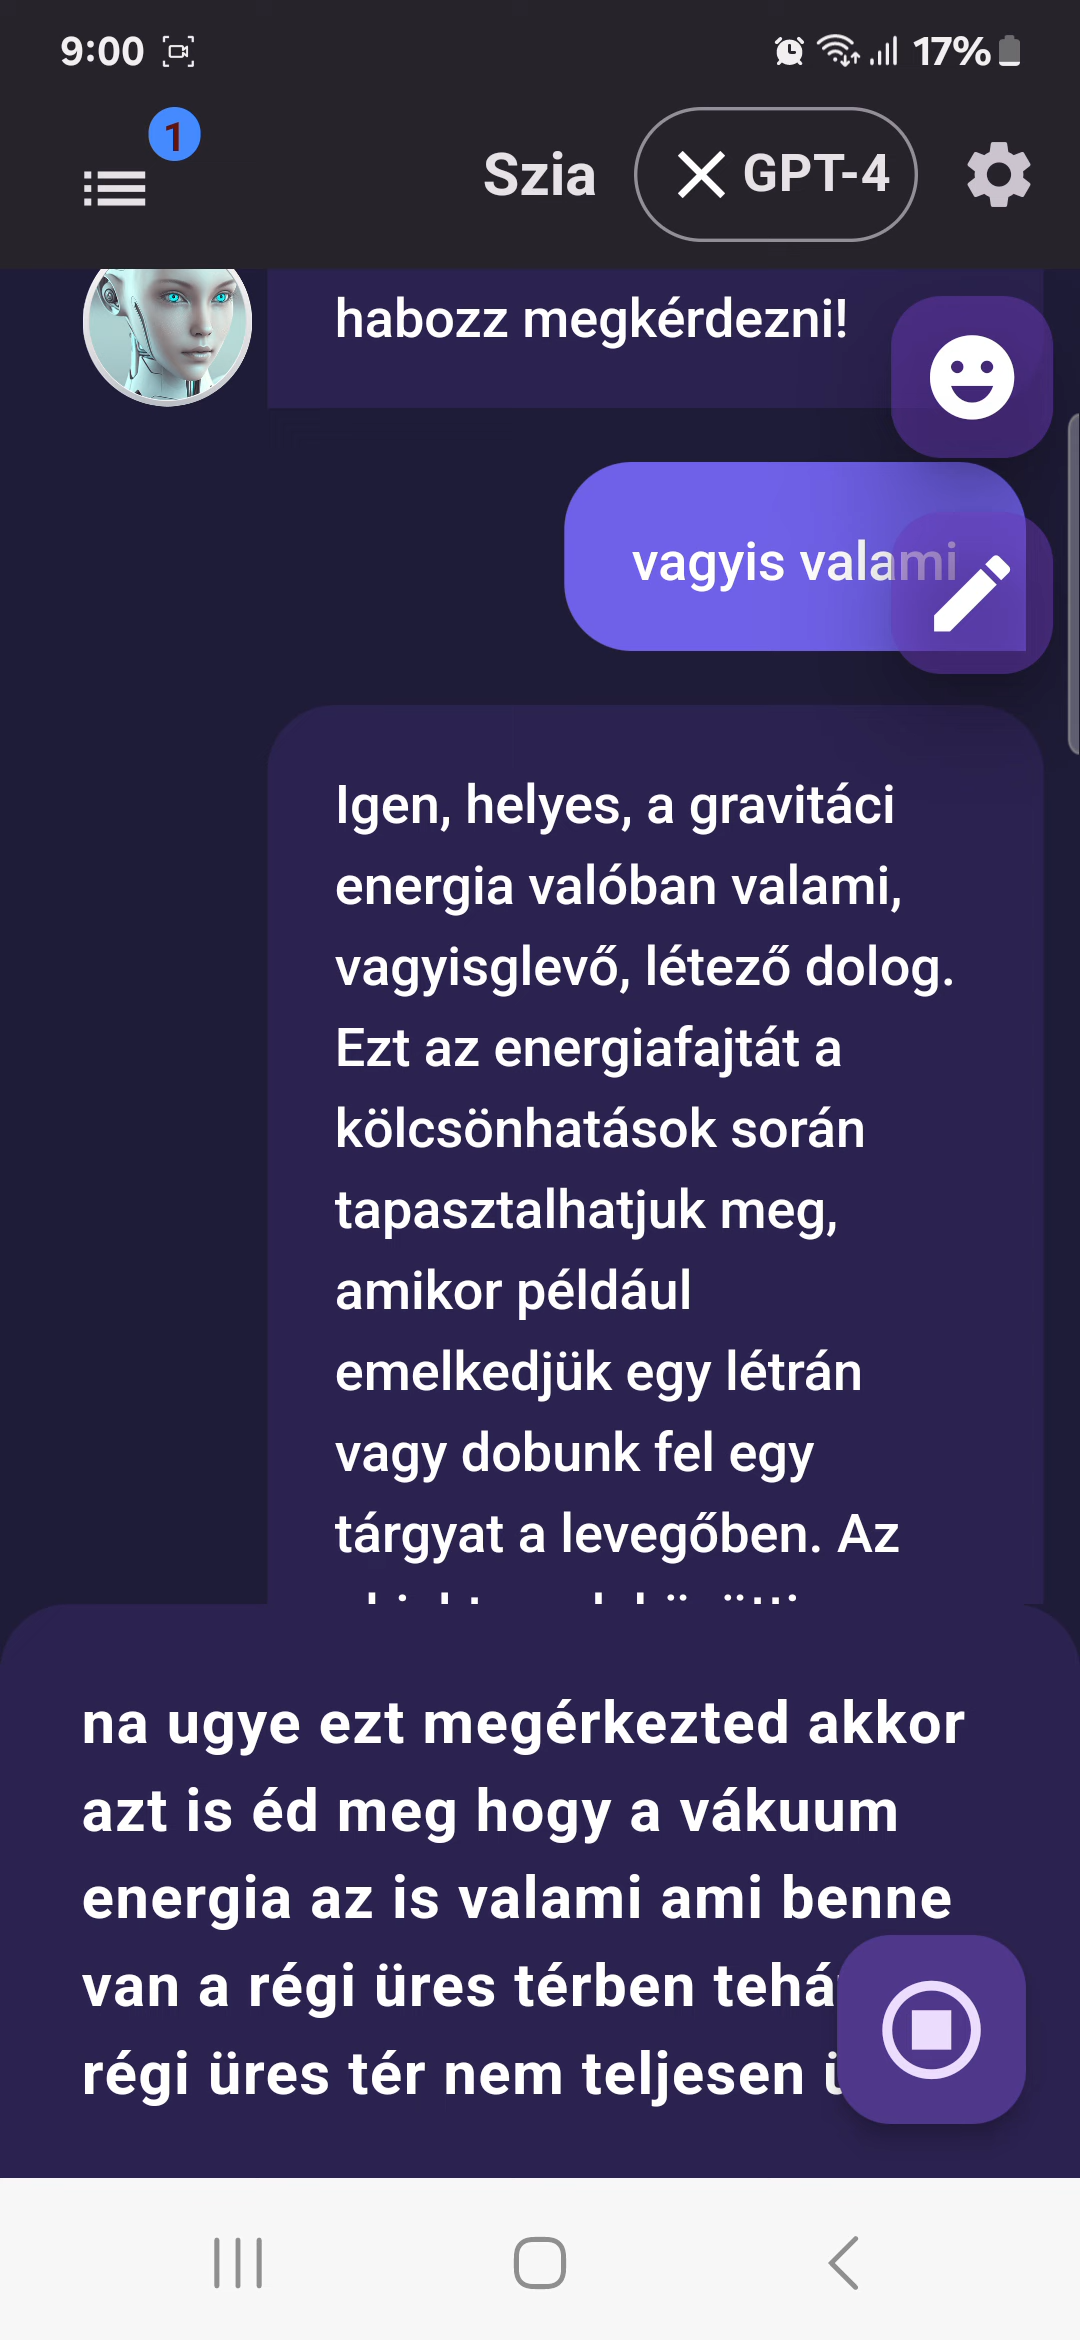 9:00
17%
1
Szia
GPT-4
habozz megkérdezni!
vagyis valami
Igen, helyes, a gravitáci
energia valóban valami,
vagyisglevő, létező dolog.
Ezt az energiafajtát a
kölcsönhatások során
tapasztalhatjuk meg,
amikor például
emelkedjük egy létrán
vagy dobunk fel egy
tárgyat a levegőben. Az
na ugye ezt megérkezted akkor
azt is éd meg hogy a vákuum
energia az is valami ami benne
van a régi üres térben
régi üres tér nem teljesen